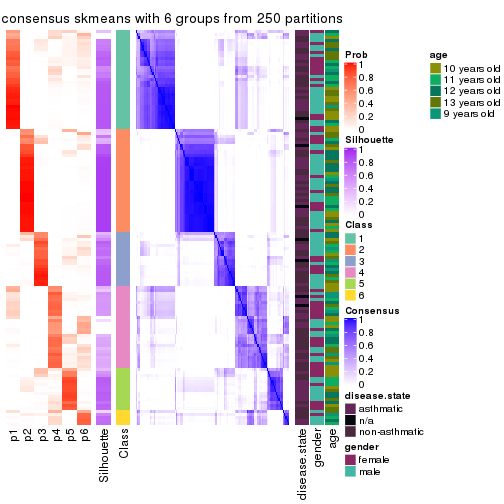 consensus skmeans with 6 groups from 250 partitions
Prob
1
0.8
0.6
0.4
0.2
0
Silhouette
1
0.8
0.6
0.4
0.2
0
Class
1
2
3
4
5
6
Consensus
1
0.8
0.6
0.4
0.2
0
disease.state
asthmatic
n/a
non-asthmatic
gender
female
male
age
10 years old
11 years old
12 years old
13 years old
9 years old
p1
p2
p3
p4
p5
p6
Silhouette
Class
disease.state
gender
age